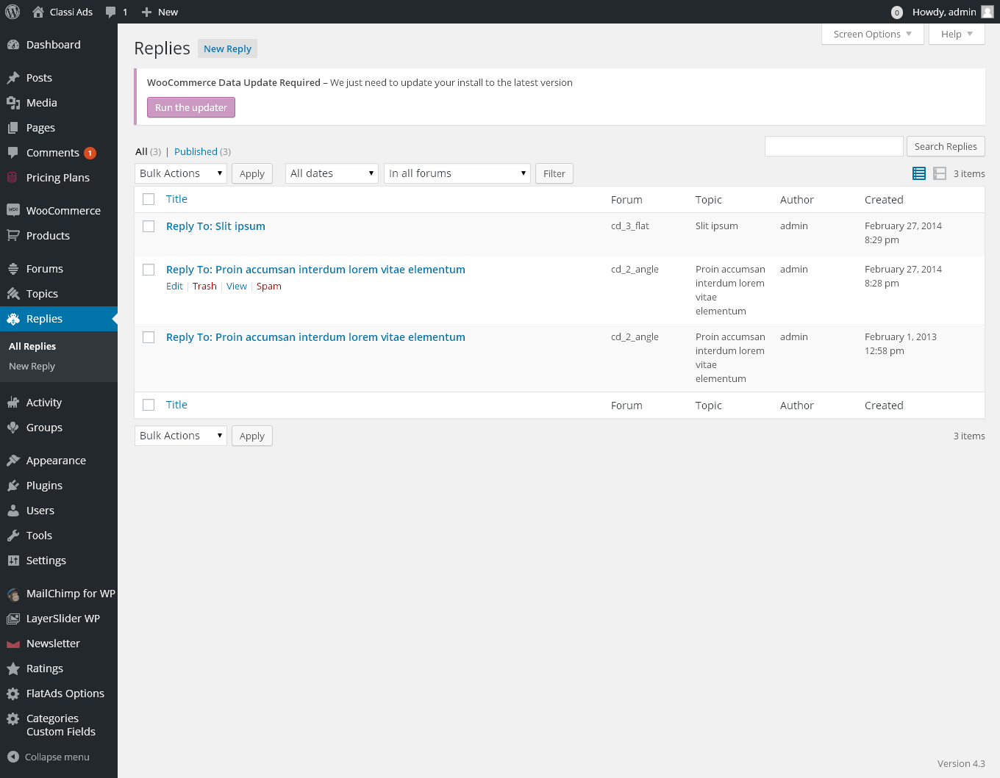 Classi Ads
1
New
0
Howdy, admin
Dashboard
Posts
Media
Pages
Comments 1
Pricing Plans
WooCommerce
Products
Forums
Topics
Replies
All Replies
New Reply
Activity
Groups
Appearance
Plugins
Users
Tools
Settings
MailChimp for WP
LayerSlider WP
Newsletter
Ratings
FlatAds Options
Categories
Custom Fields
Collapse menu
Screen Options
Help
Replies
New Reply
WooCommerce Data Update Required – We just need to update your install to the latest version
Run the updater
All (3) | Published (3)
Search Replies
Bulk Actions
Apply
All dates
In all forums
Filter
3 items
Title
Forum
Topic
Author
Created
Reply To: Slit ipsum
cd_3_flat
Slit ipsum
admin
February 27, 2014
8:29 pm
Reply To: Proin accumsan interdum lorem vitae elementum
Edit | Trash | View | Spam
cd_2_angle
Proin accumsan
interdum lorem
vitae
elementum
admin
February 27, 2014
8:28 pm
Reply To: Proin accumsan interdum lorem vitae elementum
cd_2_angle
Proin accumsan
interdum lorem
vitae
elementum
admin
February 1, 2013
12:58 pm
Title
Forum
Topic
Author
Created
Bulk Actions
Apply
3 items
Version 4.3